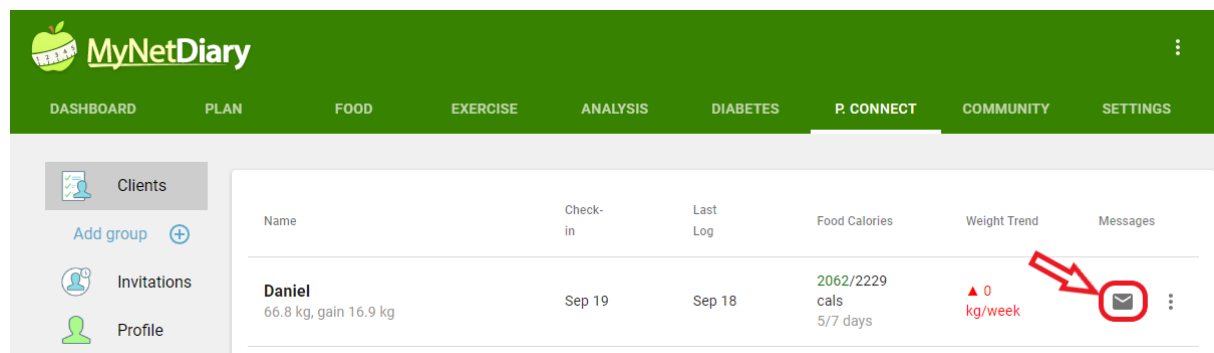 MyNetDiary
DASHBOARD PLAN FOOD EXERCISE ANALYSIS DIABETES P. CONNECT COMMUNITY SETTINGS
Clients
Add group
Invitations
Profile
Name Check-in Last Log Food Calories Weight Trend Messages
Daniel
66.8 kg, gain 16.9 kg
Sep 19
Sep 18
2062/2229
cals
5/7 days
▲ 0
kg/week